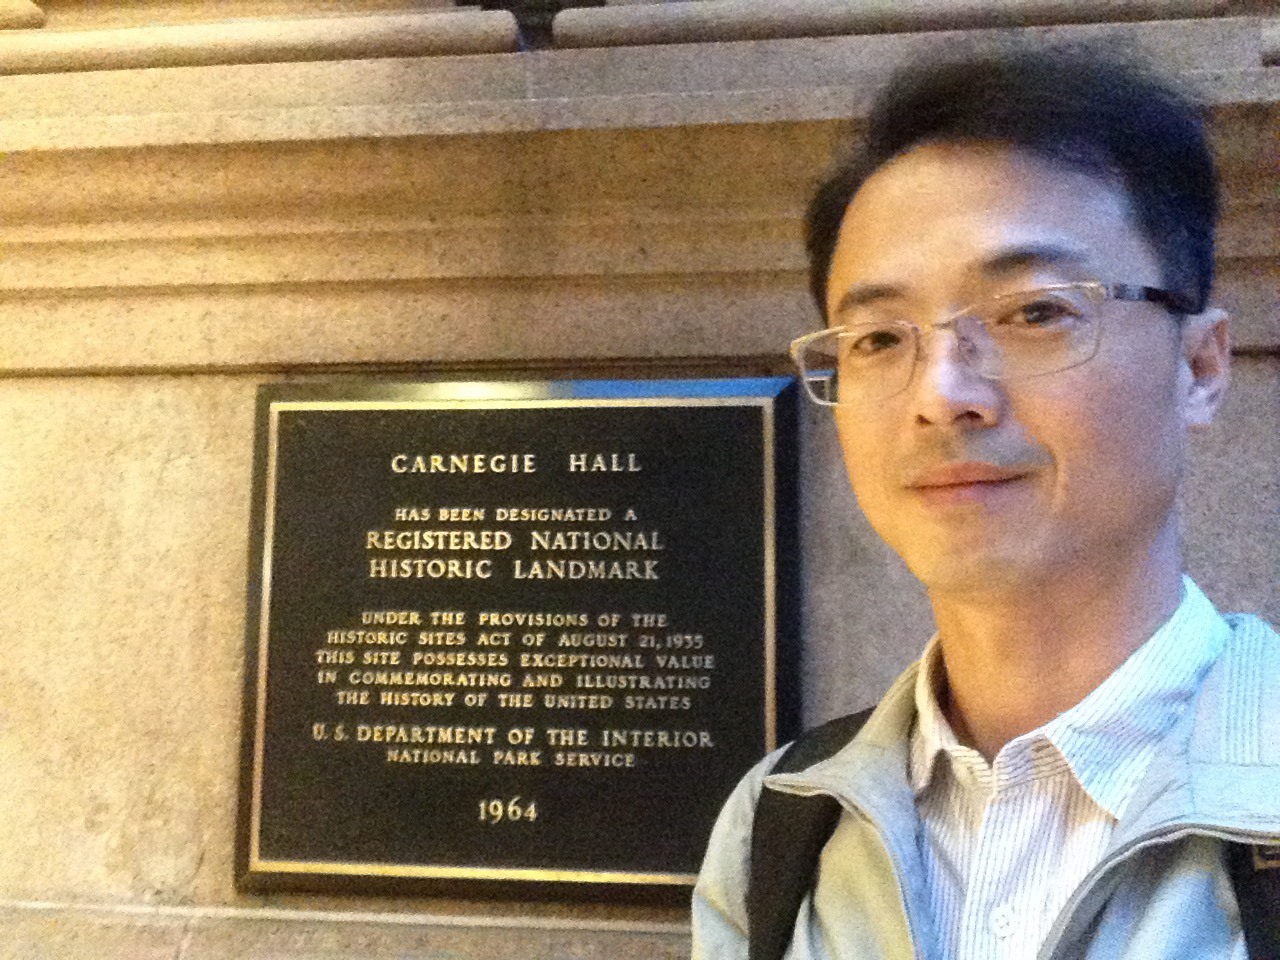 CARNEGIE HALL
HAS BEEN DESIGNATED A
REGISTERED NATIONAL
HISTORIC LANDMARK
UNDER THE PROVISIONS OF THE
HISTORIC SITES ACT OF AUGUST 21, 1935
THIS SITE POSSESSES EXCEPTIONAL VALUE
IN COMMEMORATING AND ILLUSTRATING
THE HISTORY OF THE UNITED STATES
U.S. DEPARTMENT OF THE INTERIOR
NATIONAL PARK SERVICE
1964